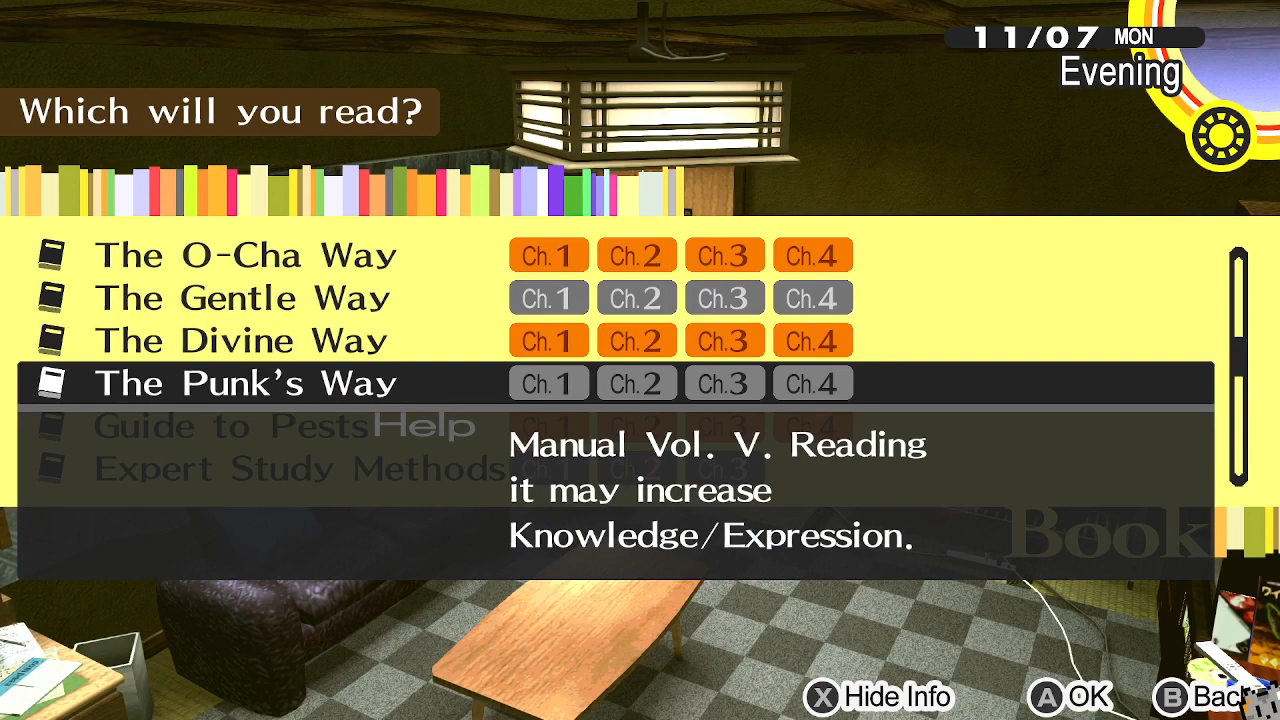 11/07 MON
Evening
Which will you read?
The O-Cha Way Ch.1 Ch.2 Ch.3 Ch.4
The Gentle Way Ch.1 Ch.2 Ch.3 Ch.4
The Divine Way Ch.1 Ch.2 Ch.3 Ch.4
The Punk's Way Ch.1 Ch.2 Ch.3 Ch.4
Guide to Pests Help
Expert Study Methods
Manual Vol. V. Reading
it may increase
Knowledge/Expression.
Book
X Hide Info A OK B Back